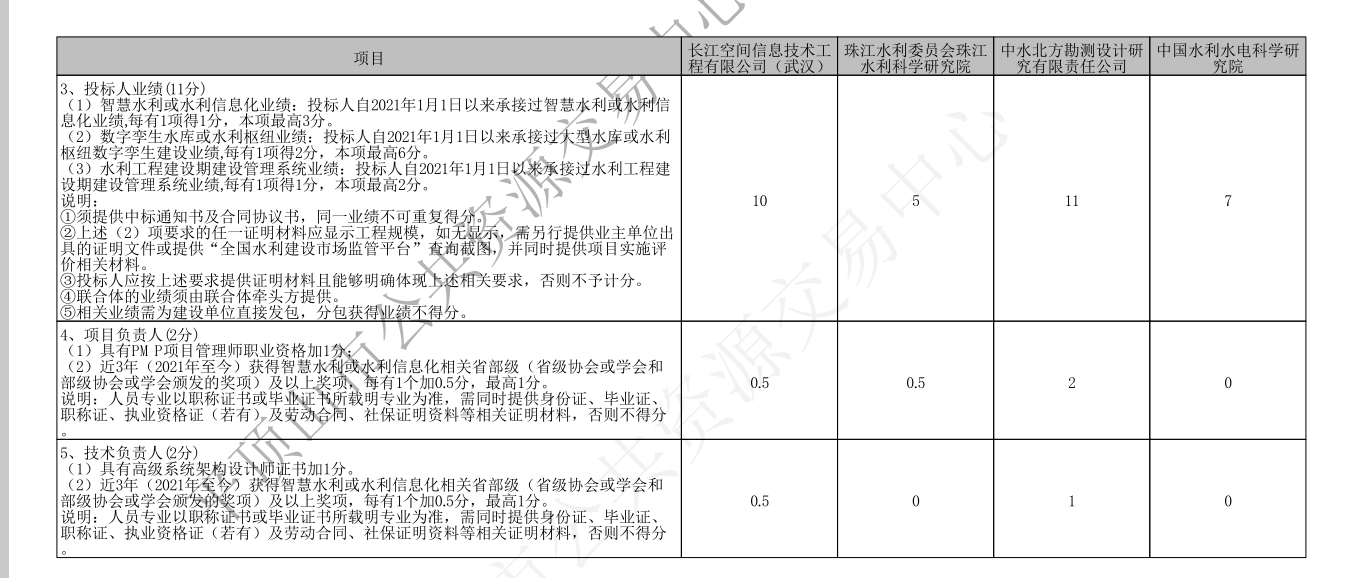 项目
长江空间信息技术工
程有限公司（武汉）
珠江水利委员会珠江
水利科学研究院
中水北方勘测设计研
究有限责任公司
中国水利水电科学研
究院
3、投标人业绩(11分)
（1）智慧水利或水利信息化业绩：投标人自2021年1月1日以来承接过智慧水利或水利信
息化业绩,每有1项得1分，本项最高3分。
（2）数字孪生水库或水利枢纽业绩：投标人自2021年1月1日以来承接过大型水库或水利
枢纽数字孪生建设业绩,每有1项得2分，本项最高6分。
（3）水利工程建设期建设管理系统业绩：投标人自2021年1月1日以来承接过水利工程建
设期建设管理系统业绩,每有1项得1分，本项最高2分。
说明：
①须提供中标通知书及合同协议书，同一业绩不可重复得分。
②上述（2）项要求的任一证明材料应显示工程规模，如无显示，需另行提供业主单位出
具的证明文件或提供“全国水利建设市场监管平台”查询截图，并同时提供项目实施评
价相关材料。
③投标人应按上述要求提供证明材料且能够明确体现上述相关要求，否则不予计分。
④联合体的业绩须由联合体牵头方提供。
⑤相关业绩需为建设单位直接发包，分包获得业绩不得分。
10
5
11
7
4、项目负责人(2分)
（1）具有PM P项目管理师职业资格加1分；
（2）近3年（2021年至今）获得智慧水利或水利信息化相关省部级（省级协会或学会和
部级协会或学会颁发的奖项）及以上奖项，每有1个加0.5分，最高1分。
说明：人员专业以职称证书或毕业证书所载明专业为准，需同时提供身份证、毕业证、
职称证、执业资格证（若有）及劳动合同、社保证明资料等相关证明材料，否则不得分
。
0.5
0.5
2
0
5、技术负责人(2分)
（1）具有高级系统架构设计师证书加1分。
（2）近3年（2021年至今）获得智慧水利或水利信息化相关省部级（省级协会或学会和
部级协会或学会颁发的奖项）及以上奖项，每有1个加0.5分，最高1分。
说明：人员专业以职称证书或毕业证书所载明专业为准，需同时提供身份证、毕业证、
职称证、执业资格证（若有）及劳动合同、社保证明资料等相关证明材料，否则不得分
。
0.5
0
1
0
平顶山市公共资源交易中心
市公共资源交易中心